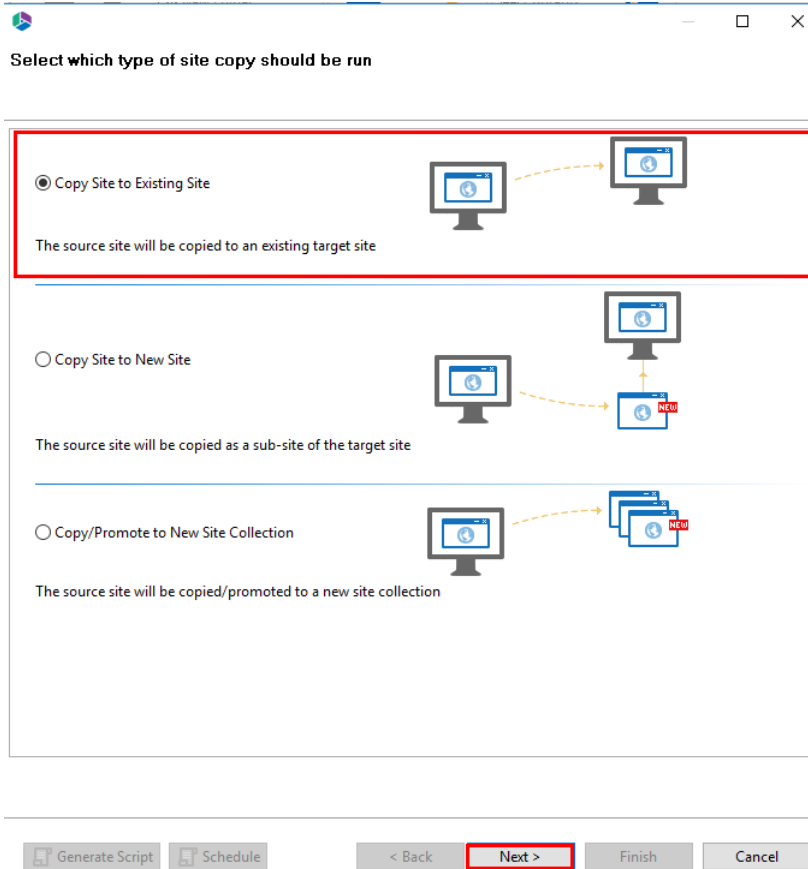 Select which type of site copy should be run
Copy Site to Existing Site
The source site will be copied to an existing target site
Copy Site to New Site
NEW
The source site will be copied as a sub-site of the target site
Copy/Promote to New Site Collection
NEW
The source site will be copied/promoted to a new site collection
Generate Script Schedule < Back Next > Finish Cancel